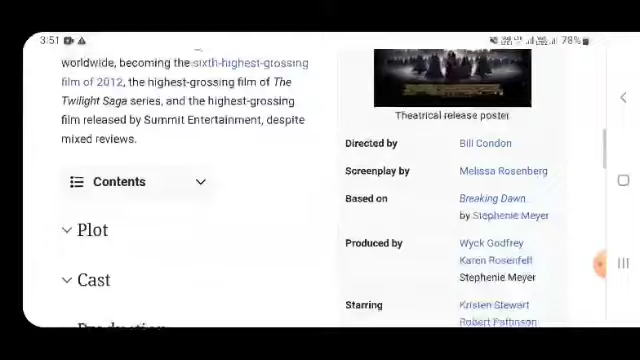 3:51
78%
worldwide, becoming the sixth-highest-grossing
film of 2012, the highest-grossing film of The
Twilight Saga series, and the highest-grossing
film released by Summit Entertainment, despite
mixed reviews.
Contents
Plot
Cast
Production
Theatrical release poster
Directed by Bill Condon
Screenplay by Melissa Rosenberg
Based on Breaking Dawn
by Stephenie Meyer
Produced by Wyck Godfrey
Karen Rosenfelt
Stephenie Meyer
Starring Kristen Stewart
Robert Pattinson